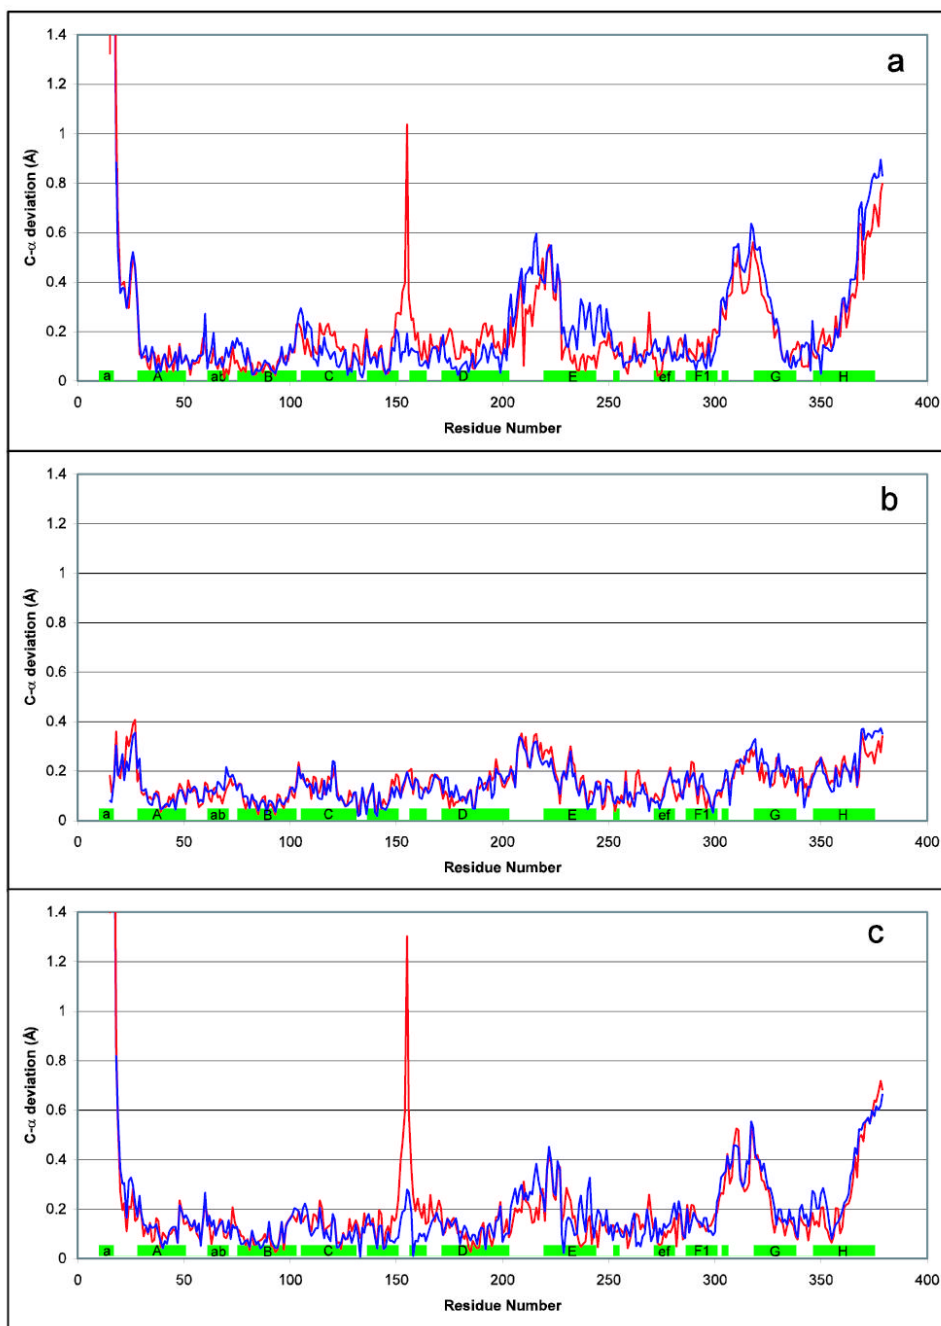 a
1.4
1.2
1
0.8
0.6
0.4
0.2
0
C-α deviation (Å)
a A ab B C D E ef F1 G H
0 50 100 150 200 250 300 350 400
Residue Number
b
1.4
1.2
1
0.8
0.6
0.4
0.2
0
C-α deviation (Å)
a A ab B C D E ef F1 G H
0 50 100 150 200 250 300 350 400
Residue Number
c
1.4
1.2
1
0.8
0.6
0.4
0.2
0
C-α deviation (Å)
a A ab B C D E ef F1 G H
0 50 100 150 200 250 300 350 400
Residue Number